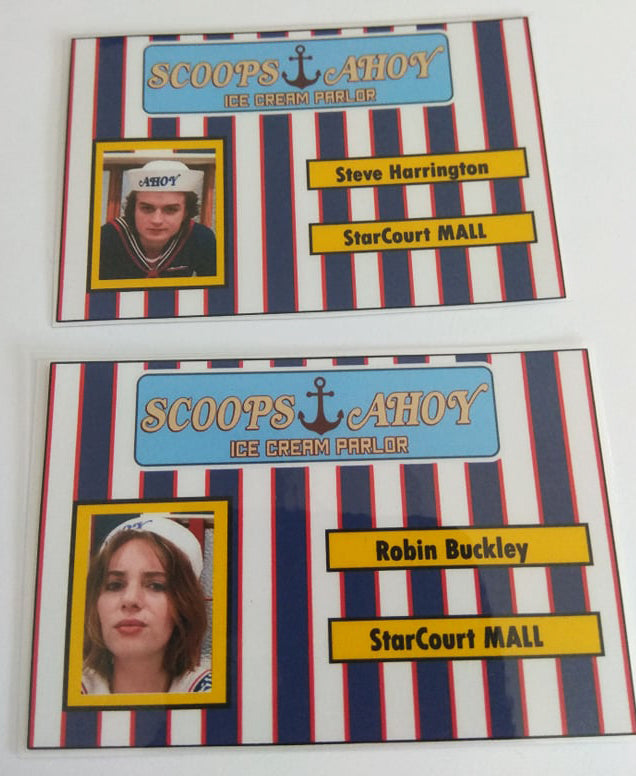 SCOOPS AHOY
ICE CREAM PARLOR
AHOY
Steve Harrington
StarCourt MALL
SCOOPS AHOY
ICE CREAM PARLOR
Robin Buckley
StarCourt MALL